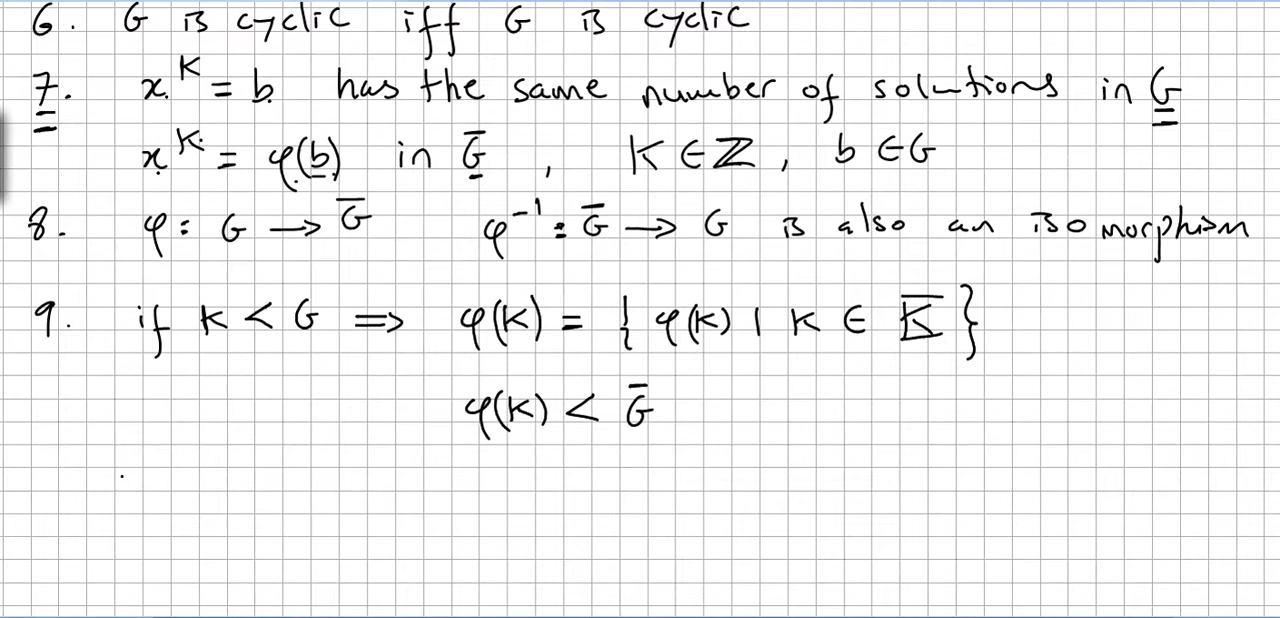 6. G is cyclic iff G is cyclic
7. x^K = b has the same number of solutions in G
x^K = φ(b) in G̅ , K ∈ ℤ , b ∈ G
8. φ : G → G̅ φ⁻¹ : G̅ → G is also an isomorphism
9. if K < G ⇒ φ(K) = { φ(k) | k ∈ K̅ }
φ(K) < G̅